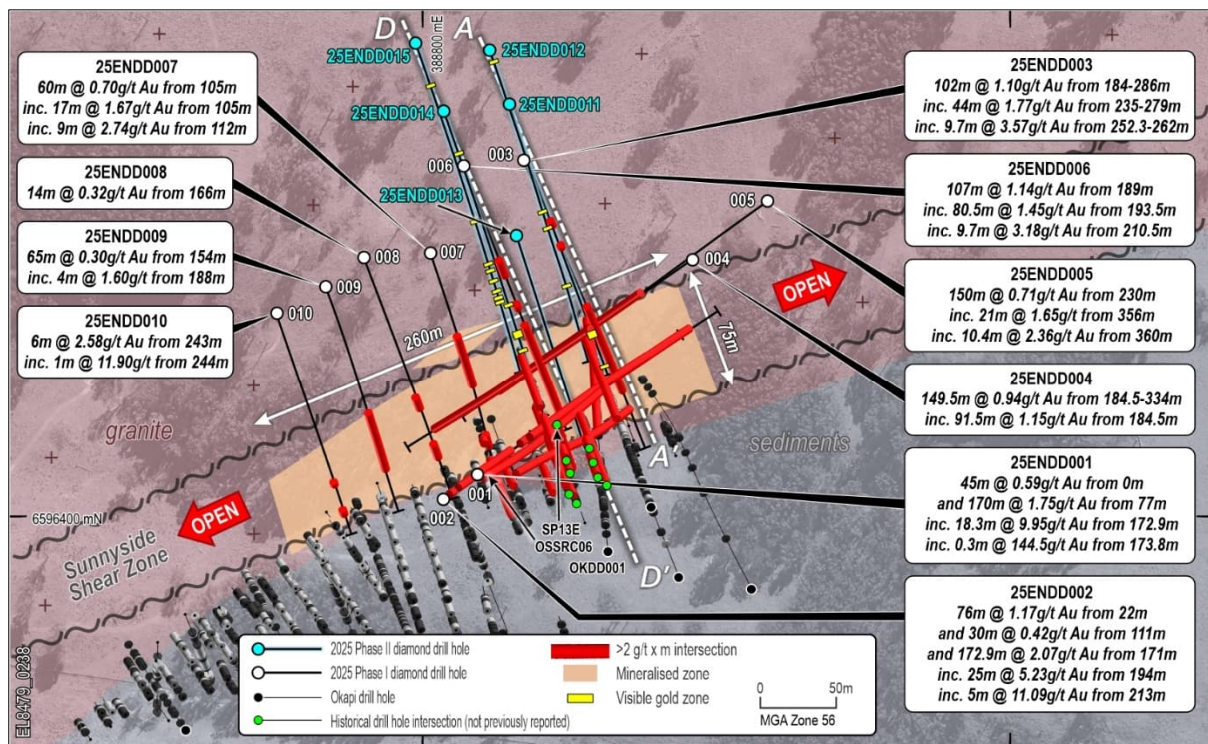 25ENDD007
60m @ 0.70g/t Au from 105m
inc. 17m @ 1.67g/t Au from 105m
inc. 9m @ 2.74g/t Au from 112m
25ENDD008
14m @ 0.32g/t Au from 166m
25ENDD009
65m @ 0.30g/t Au from 154m
inc. 4m @ 1.60g/t Au from 188m
25ENDD010
6m @ 2.58g/t Au from 243m
inc. 1m @ 11.90g/t Au from 244m
D
A
388800 mE
25ENDD015
25ENDD012
25ENDD014
25ENDD011
006
003
25ENDD013
005
007
008
004
009
010
OPEN
260m
75m
granite
sediments
A'
001
002
SP13E
OSSRC06
OKDD001
D'
6596400 mN
OPEN
Sunnyside
Shear Zone
25ENDD003
102m @ 1.10g/t Au from 184-286m
inc. 44m @ 1.77g/t Au from 235-279m
inc. 9.7m @ 3.57g/t Au from 252.3-262m
25ENDD006
107m @ 1.14g/t Au from 189m
inc. 80.5m @ 1.45g/t Au from 193.5m
inc. 9.7m @ 3.18g/t Au from 210.5m
25ENDD005
150m @ 0.71g/t Au from 230m
inc. 21m @ 1.65g/t Au from 356m
inc. 10.4m @ 2.36g/t Au from 360m
25ENDD004
149.5m @ 0.94g/t Au from 184.5-334m
inc. 91.5m @ 1.15g/t Au from 184.5m
25ENDD001
45m @ 0.59g/t Au from 0m
and 170m @ 1.75g/t Au from 77m
inc. 18.3m @ 9.95g/t Au from 172.9m
inc. 0.3m @ 144.5g/t Au from 173.8m
25ENDD002
76m @ 1.17g/t Au from 22m
and 30m @ 0.42g/t Au from 111m
and 172.9m @ 2.07g/t Au from 171m
inc. 25m @ 5.23g/t Au from 194m
inc. 5m @ 11.09g/t Au from 213m
2025 Phase II diamond drill hole
2025 Phase I diamond drill hole
Okapi drill hole
Historical drill hole intersection (not previously reported)
>2 g/t x m intersection
Mineralised zone
Visible gold zone
0 50m
MGA Zone 56
EL8479_0238